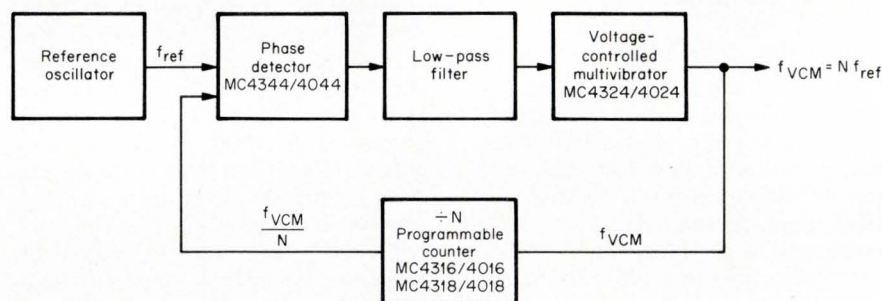 Reference
oscillator
f_ref
Phase
detector
MC4344/4044
Low-pass
filter
Voltage-
controlled
multivibrator
MC4324/4024
f_VCM = N f_ref
f_VCM
N
÷N
Programmable
counter
MC4316/4016
MC4318/4018
f_VCM